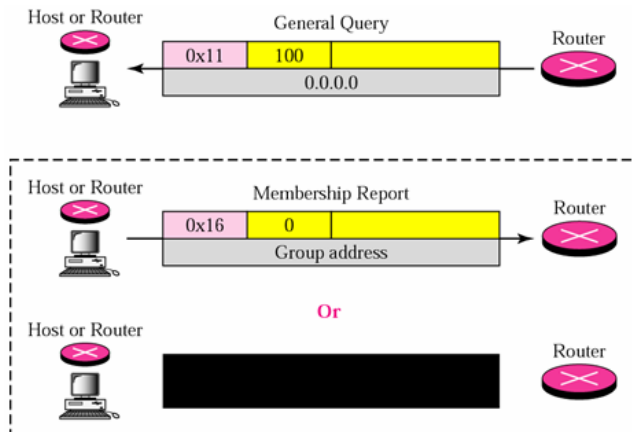 Host or Router
General Query
Router
0x11 100
0.0.0.0
Host or Router
Membership Report
Router
0x16 0
Group address
Or
Host or Router
Router